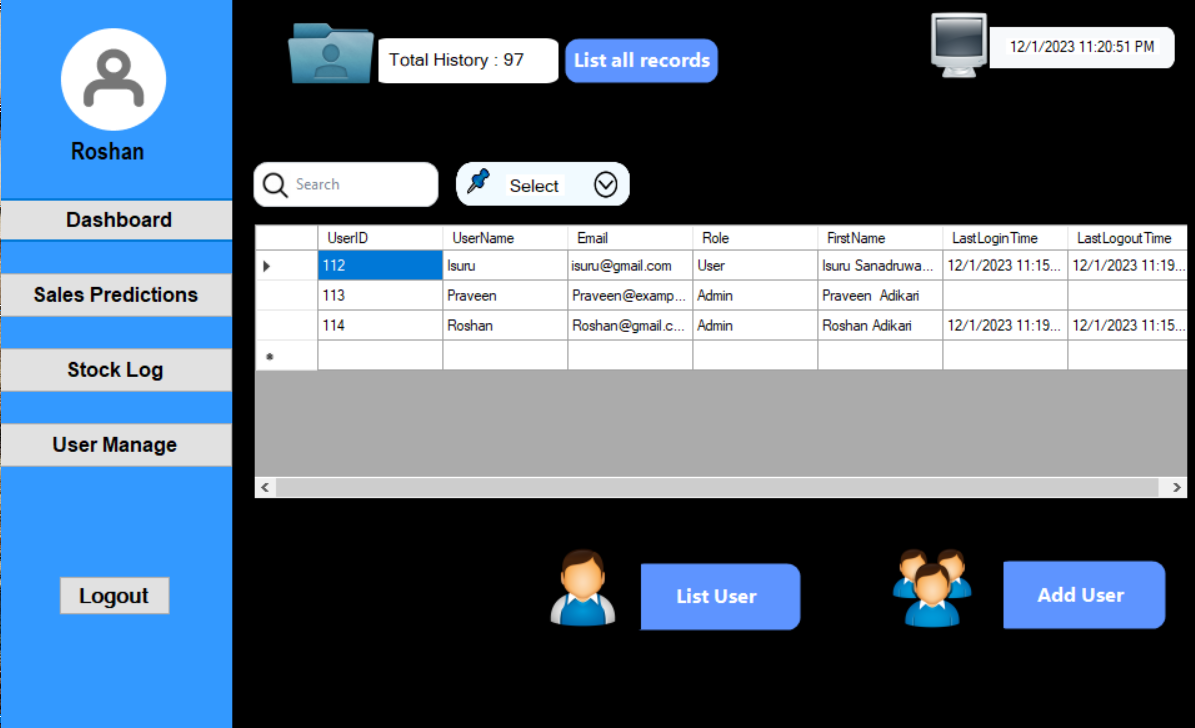 Roshan
Dashboard
Sales Predictions
Stock Log
User Manage
Logout
Total History : 97
List all records
12/1/2023 11:20:51 PM
Search
Select
UserID UserName Email Role FirstName LastLoginTime LastLogoutTime
112 Isuru isuru@gmail.com User Isuru Sanadruwa... 12/1/2023 11:15... 12/1/2023 11:19...
113 Praveen Praveen@examp... Admin Praveen Adikari
114 Roshan Roshan@gmail.c... Admin Roshan Adikari 12/1/2023 11:19... 12/1/2023 11:15...
List User
Add User